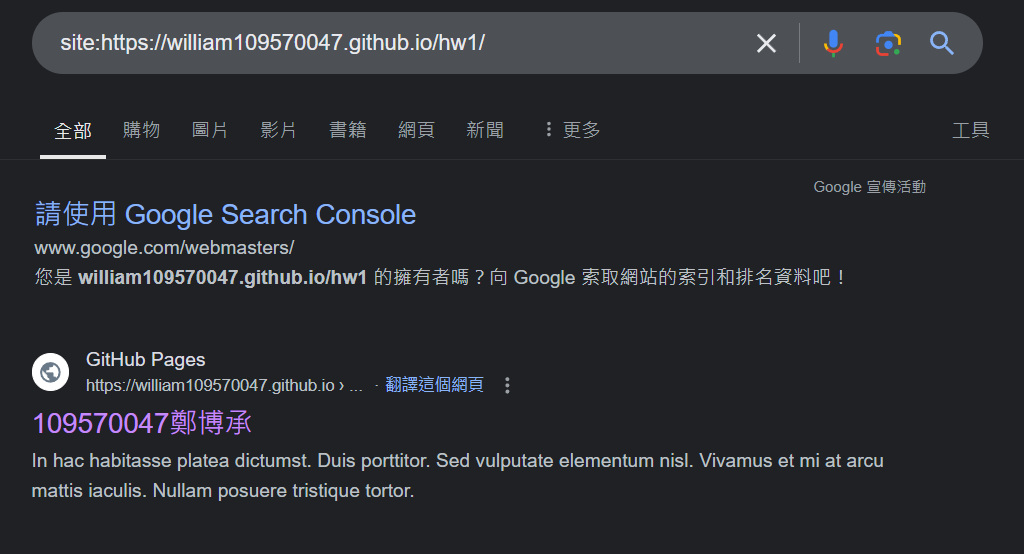 site:https://william109570047.github.io/hw1/
全部 購物 圖片 影片 書籍 網頁 新聞 更多 工具
Google 宣傳活動
請使用 Google Search Console
www.google.com/webmasters/
您是 william109570047.github.io/hw1 的擁有者嗎？向 Google 索取網站的索引和排名資料吧！
GitHub Pages
https://william109570047.github.io › ... · 翻譯這個網頁
109570047鄭博承
In hac habitasse platea dictumst. Duis porttitor. Sed vulputate elementum nisl. Vivamus et mi at arcu
mattis iaculis. Nullam posuere tristique tortor.